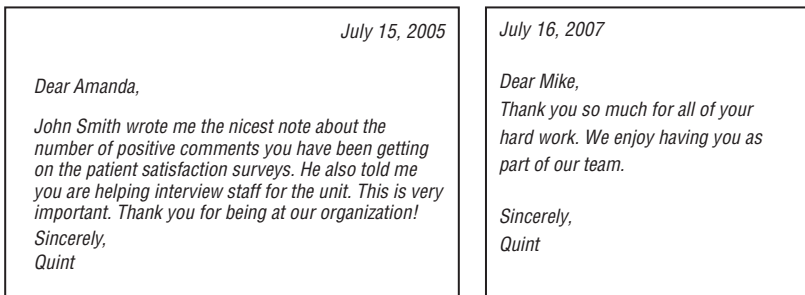 July 15, 2005
Dear Amanda,
John Smith wrote me the nicest note about the
number of positive comments you have been getting
on the patient satisfaction surveys. He also told me
you are helping interview staff for the unit. This is very
important. Thank you for being at our organization!
Sincerely,
Quint
July 16, 2007
Dear Mike,
Thank you so much for all of your
hard work. We enjoy having you as
part of our team.
Sincerely,
Quint